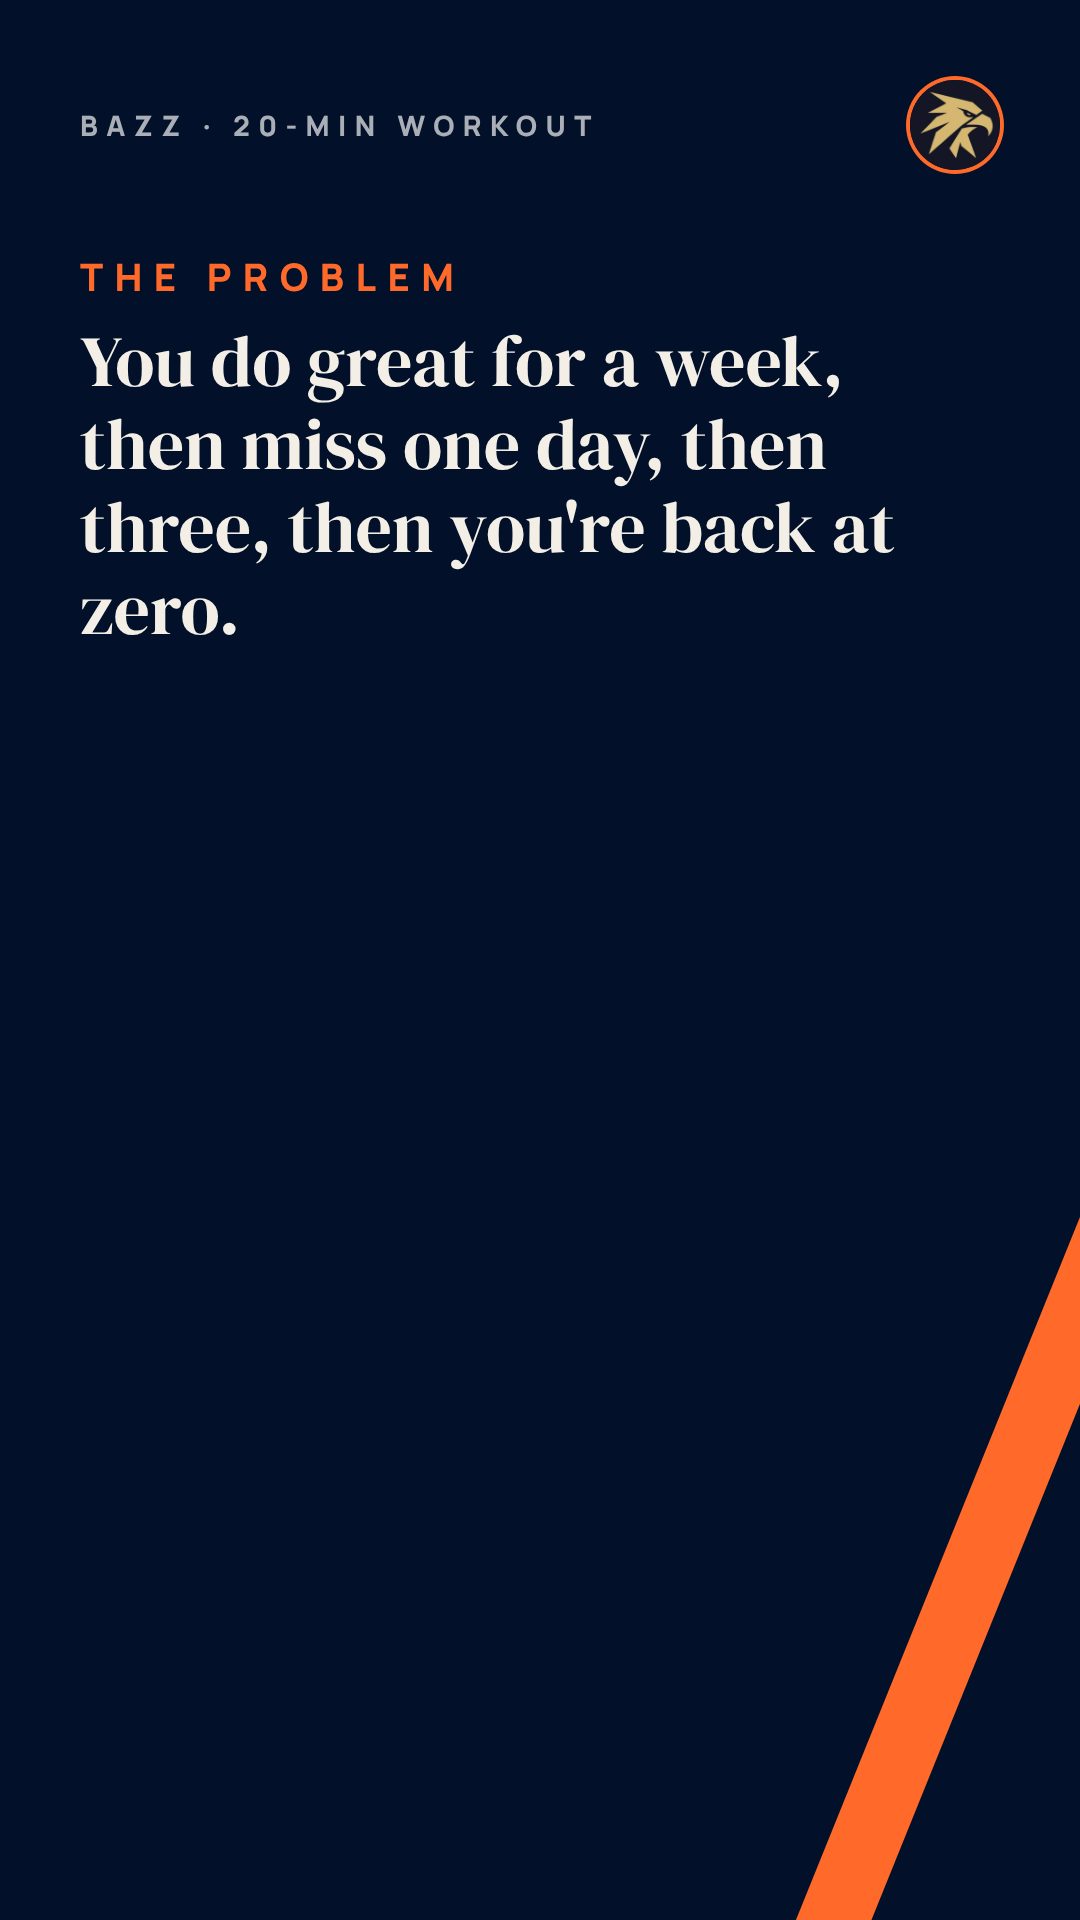 BAZZ · 20-MIN WORKOUT
THE PROBLEM
You do great for a week,
then miss one day, then
three, then you're back at
zero.